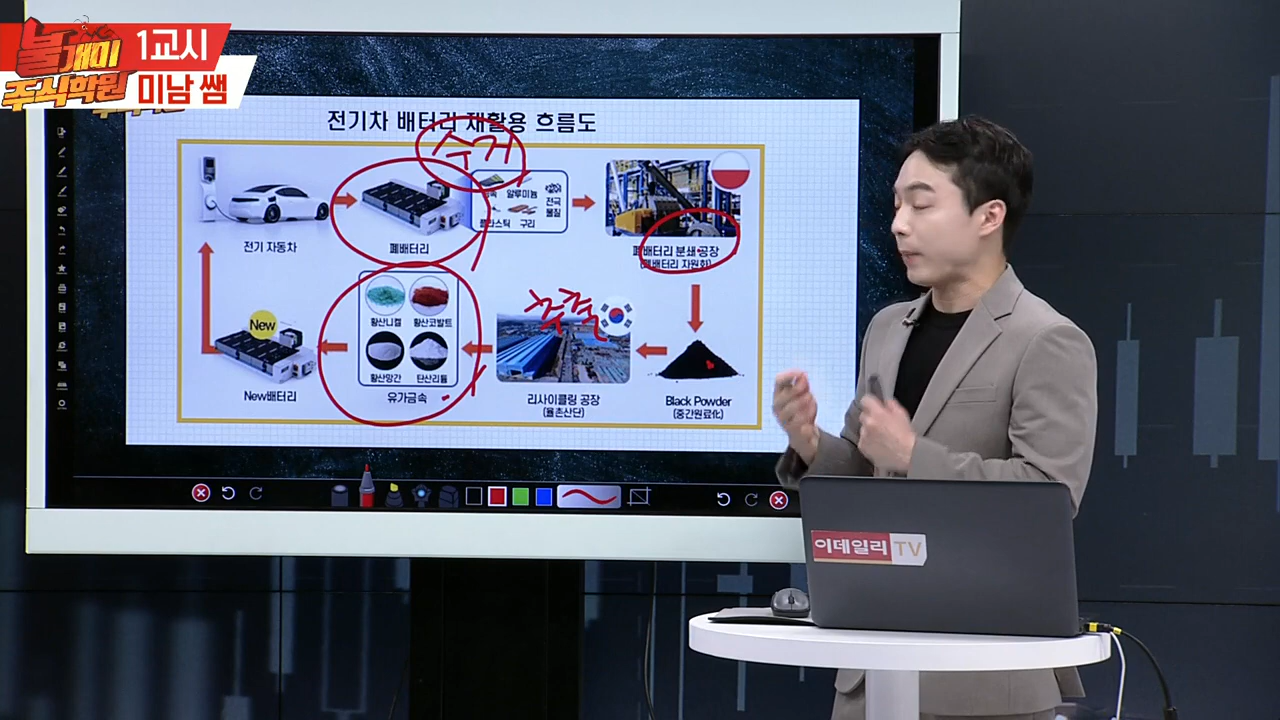 불개미
주식학원
1교시
미남 쌤
전기차 배터리 재활용 흐름도
수거
알루미늄
플라스틱
구리
전극
물질
전기 자동차
폐배터리
폐배터리 분쇄 공장
(폐배터리 자원화)
New
New배터리
황산니켈
황산코발트
황산망간
탄산리튬
유가금속
추출
리사이클링 공장
(율촌산단)
Black Powder
(중간원료化)
이데일리 TV